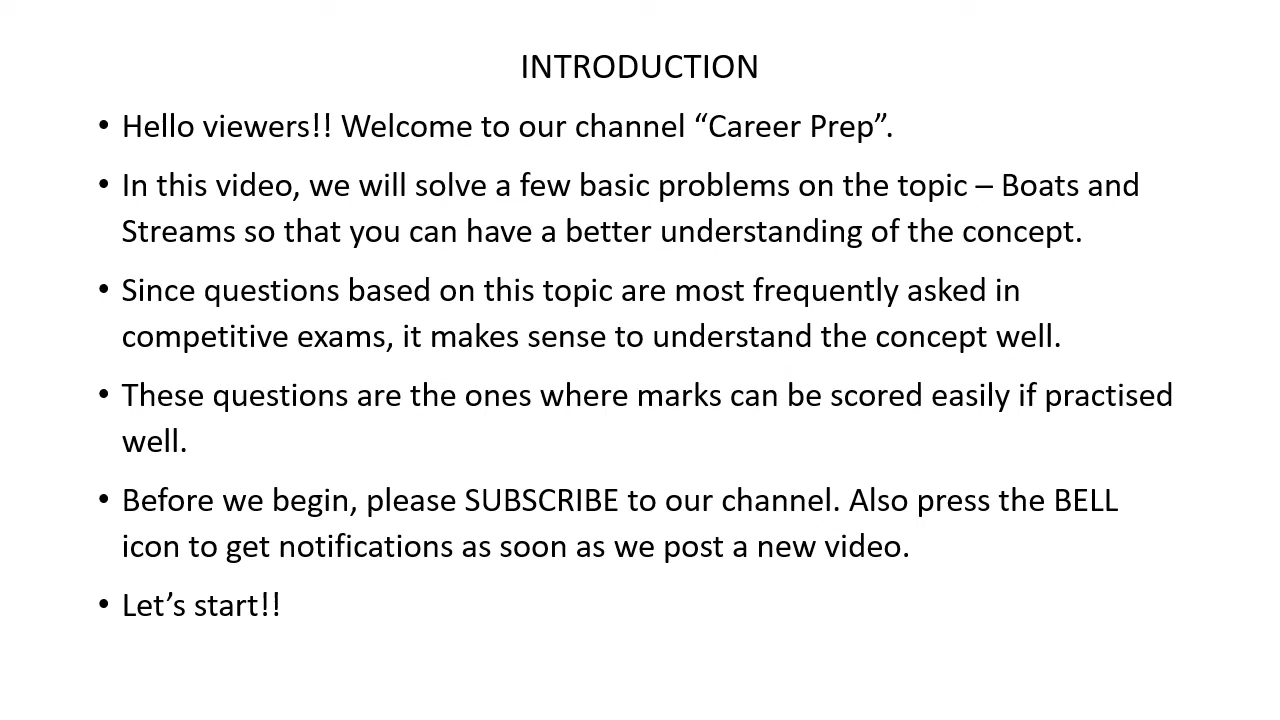 INTRODUCTION
• Hello viewers!! Welcome to our channel “Career Prep”.
• In this video, we will solve a few basic problems on the topic – Boats and
Streams so that you can have a better understanding of the concept.
• Since questions based on this topic are most frequently asked in
competitive exams, it makes sense to understand the concept well.
• These questions are the ones where marks can be scored easily if practised
well.
• Before we begin, please SUBSCRIBE to our channel. Also press the BELL
icon to get notifications as soon as we post a new video.
• Let’s start!!